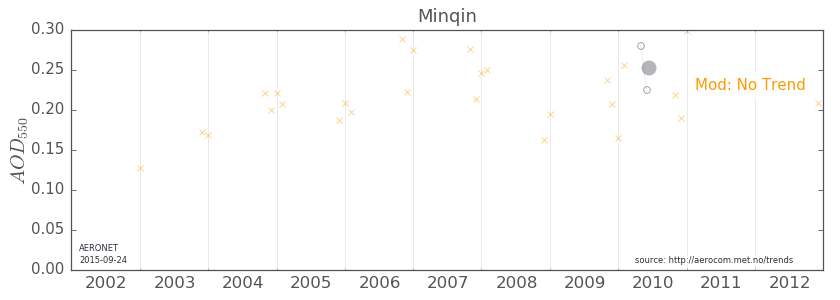 Minqin
0.30
0.25
0.20
0.15
0.10
0.05
0.00
AOD550
Mod: No Trend
AERONET
2015-09-24
source: http://aerocom.met.no/trends
2002 2003 2004 2005 2006 2007 2008 2009 2010 2011 2012